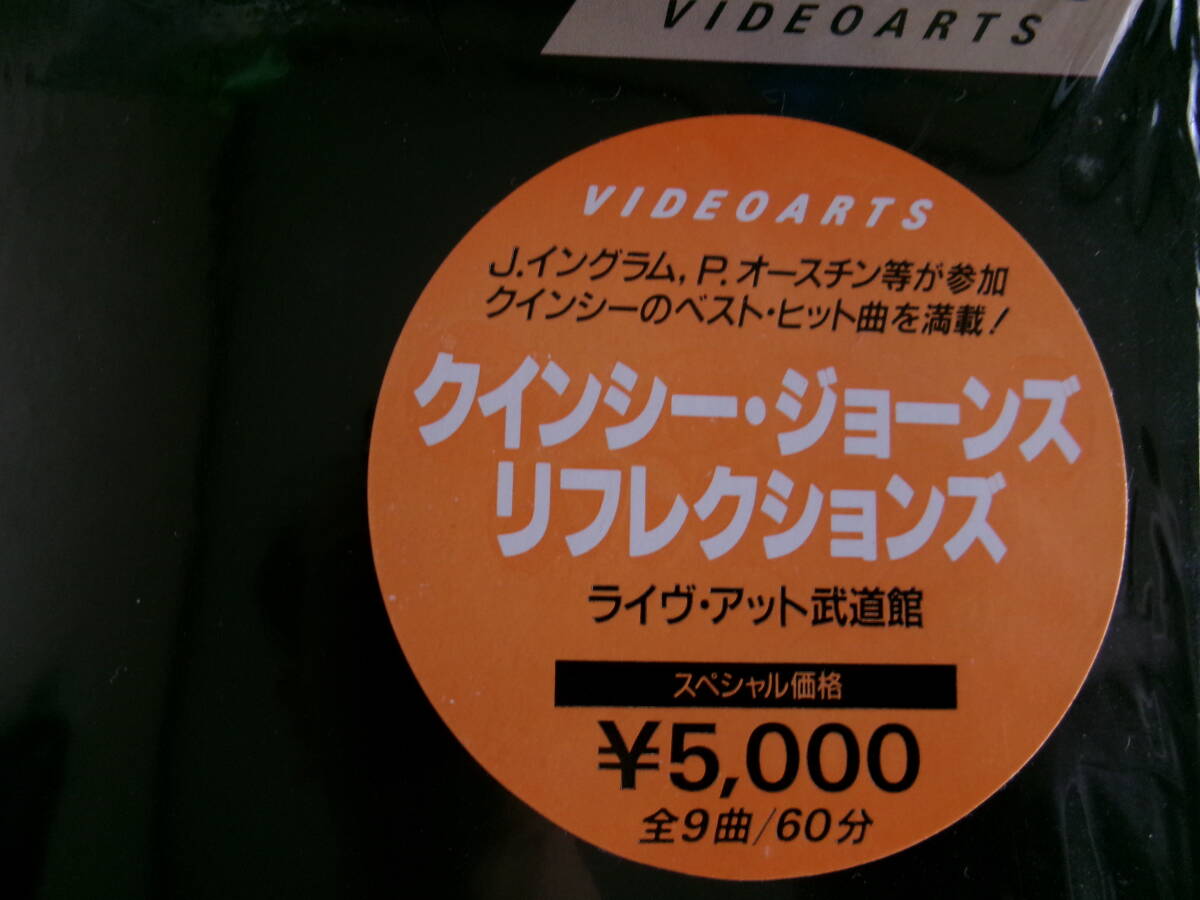 VIDEOARTS
VIDEOARTS
J.イングラム, P.オースチン等が参加
クインシーのベスト・ヒット曲を満載!
クインシー・ジョーンズ
リフレクションズ
ライヴ・アット武道館
スペシャル価格
¥5,000
全9曲/60分